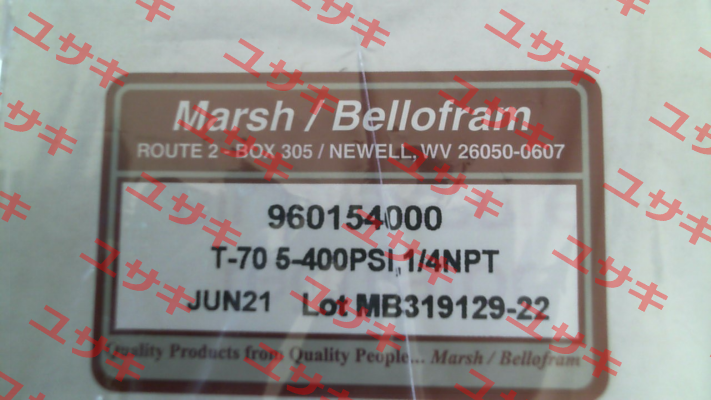 Marsh / Bellofram
ROUTE 2 - BOX 305 / NEWELL, WV 26050-0607
960154000
T-70 5-400PSI,1/4NPT
JUN21 Lot MB319129-22
Quality Products from Quality People... Marsh / Bellofram
ユサキ